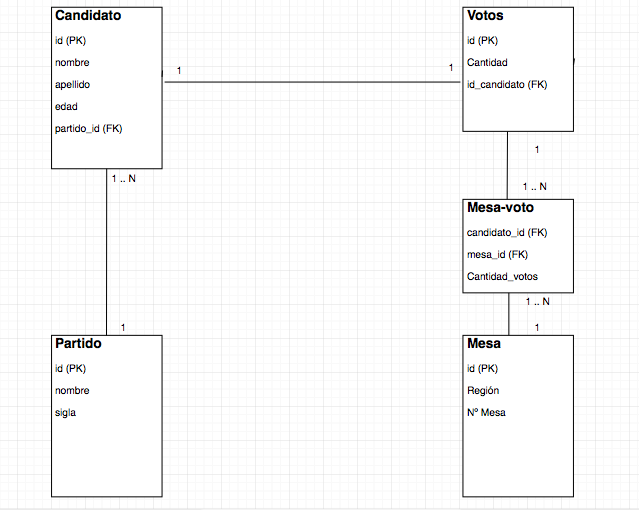 Candidato
id (PK)
nombre
apellido
edad
partido_id (FK)
1
1
Votos
id (PK)
Cantidad
id_candidato (FK)
1
1 .. N
Mesa-voto
candidato_id (FK)
mesa_id (FK)
Cantidad_votos
1 .. N
1
1 .. N
1
Partido
id (PK)
nombre
sigla
Mesa
id (PK)
Región
Nº Mesa